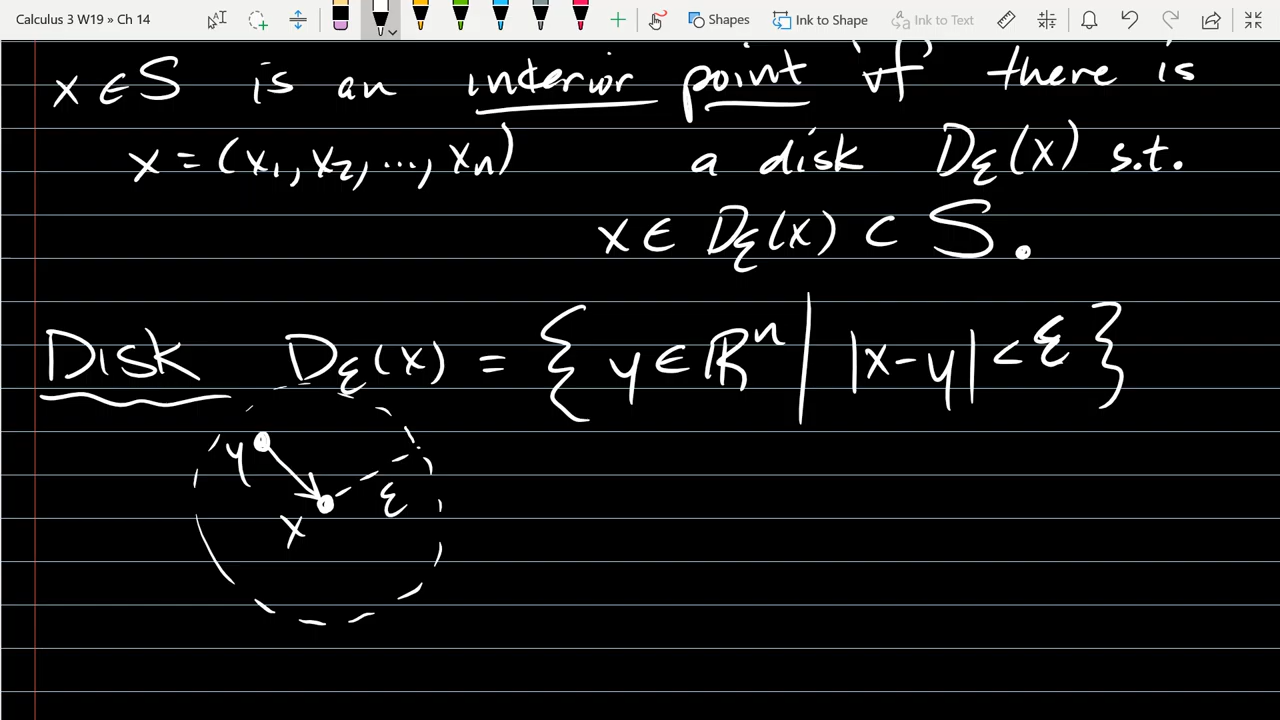 Calculus 3 W19 » Ch 14
Shapes
Ink to Shape
Ink to Text
x ∈ S is an interior point if there is
x = (x₁, x₂, ..., xₙ) a disk D_ε(x) s.t.
x ∈ D_ε(x) ⊂ S.
Disk D_ε(x) = { y ∈ ℝⁿ | |x - y| < ε }
y
ε
x